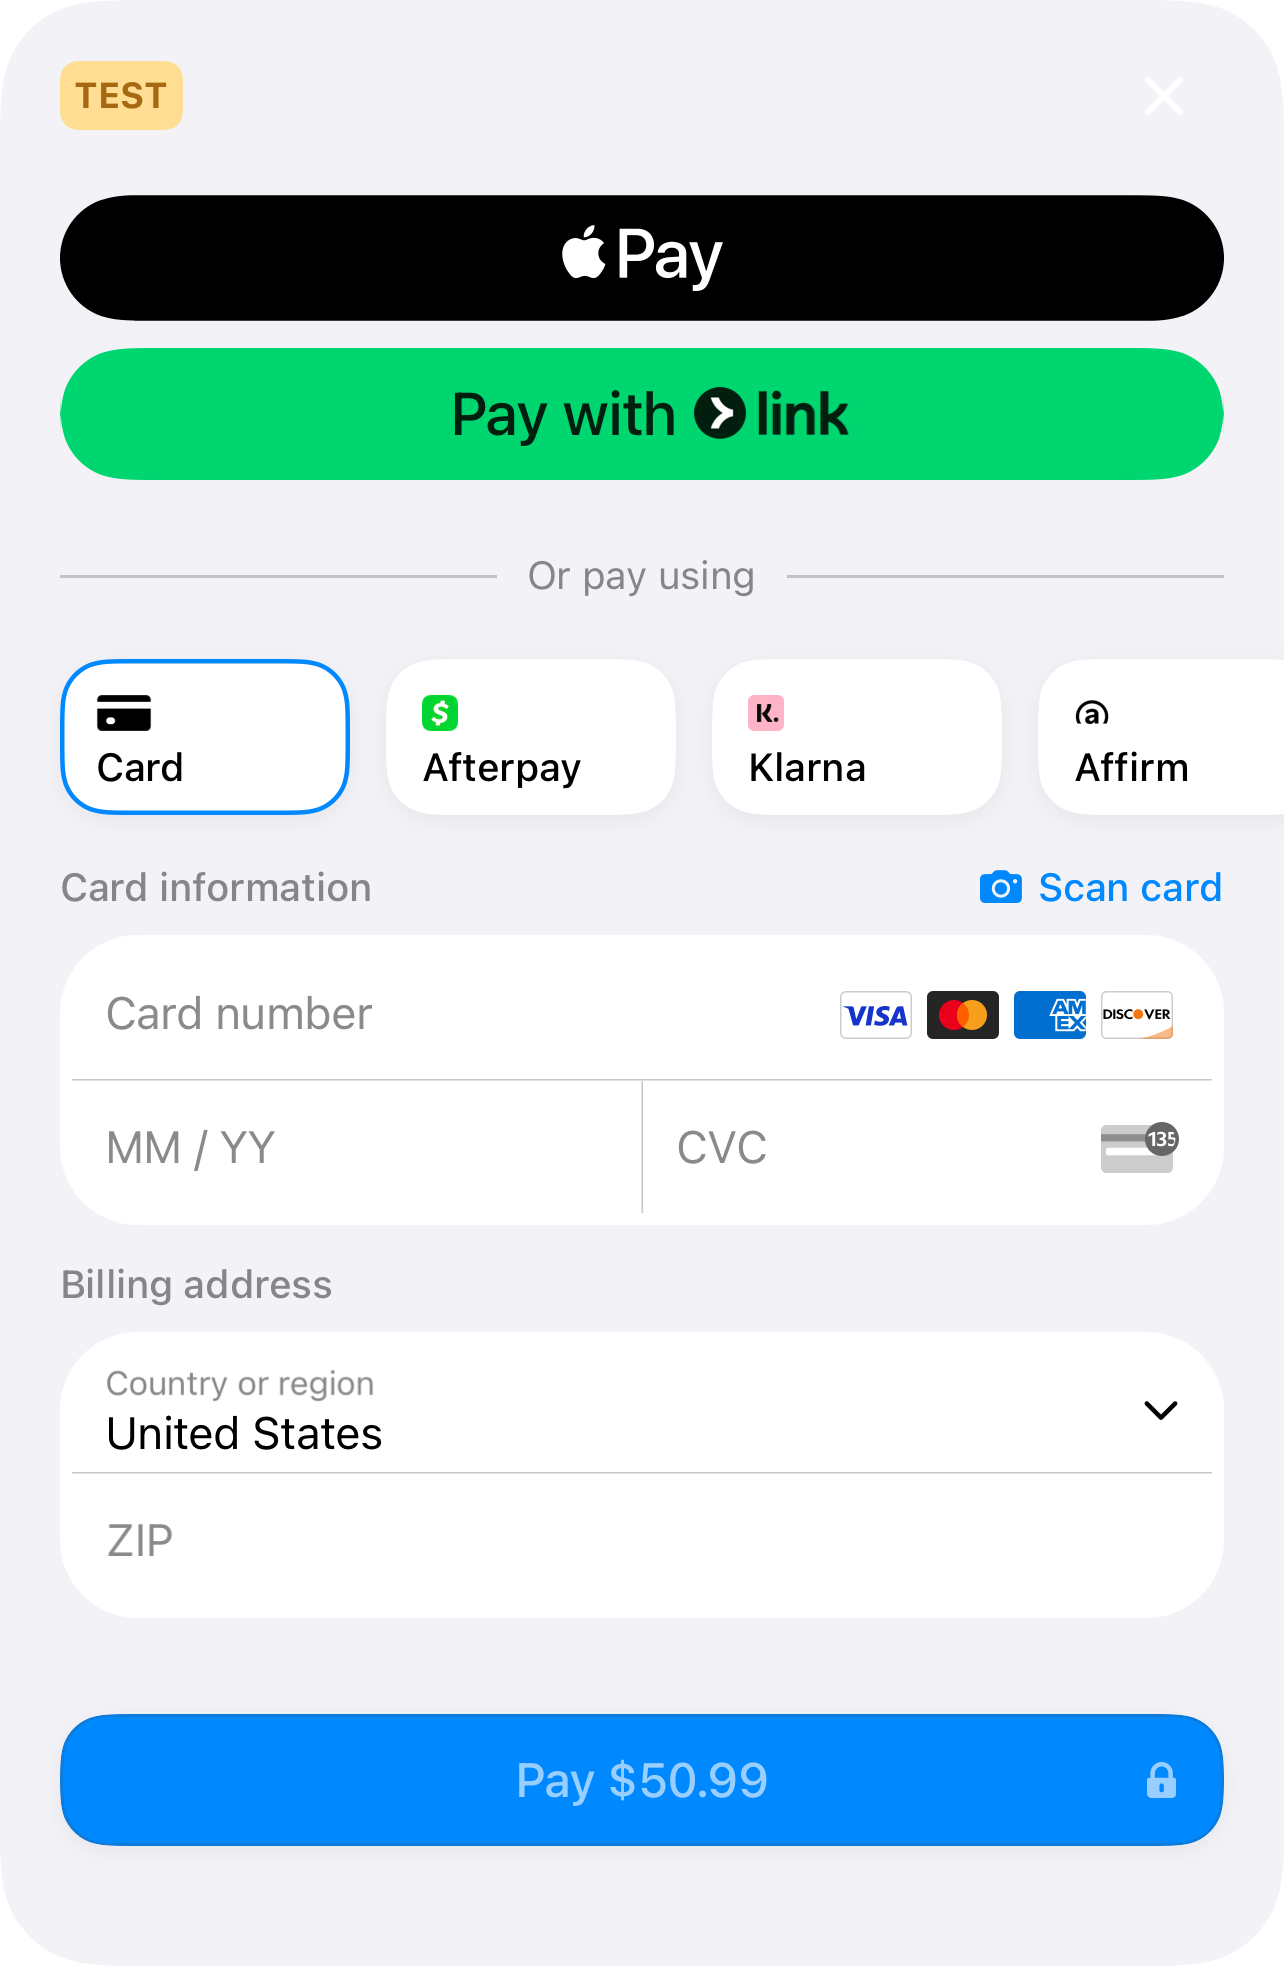 TEST
Pay
Pay with link
Or pay using
Card
Afterpay
Klarna
Affirm
Card information
Scan card
Card number
VISA
AM
EX
DISCOVER
MM / YY
CVC
135
Billing address
Country or region
United States
ZIP
Pay $50.99